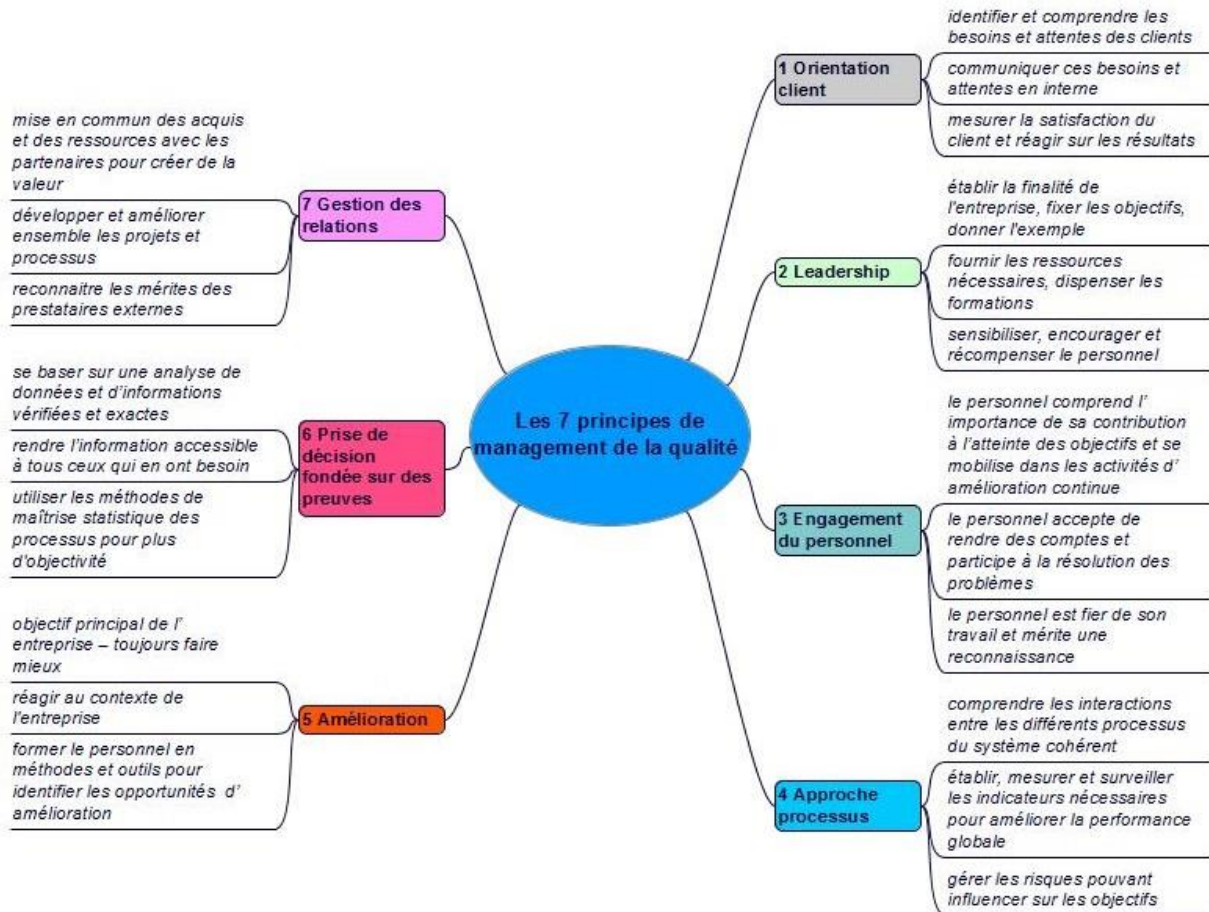 Les 7 principes de
management de la qualité
1 Orientation
client
identifier et comprendre les
besoins et attentes des clients
communiquer ces besoins et
attentes en interne
mesurer la satisfaction du
client et réagir sur les résultats
2 Leadership
établir la finalité de
l'entreprise, fixer les objectifs,
donner l'exemple
fournir les ressources
nécessaires, dispenser les
formations
sensibiliser, encourager et
récompenser le personnel
3 Engagement
du personnel
le personnel comprend l’
importance de sa contribution
à l’atteinte des objectifs et se
mobilise dans les activités d’
amélioration continue
le personnel accepte de
rendre des comptes et
participe à la résolution des
problèmes
le personnel est fier de son
travail et mérite une
reconnaissance
4 Approche
processus
comprendre les interactions
entre les différents processus
du système cohérent
établir, mesurer et surveiller
les indicateurs nécessaires
pour améliorer la performance
globale
gérer les risques pouvant
influencer sur les objectifs
5 Amélioration
objectif principal de l’
entreprise – toujours faire
mieux
réagir au contexte de
l'entreprise
former le personnel en
méthodes et outils pour
identifier les opportunités d’
amélioration
6 Prise de
décision
fondée sur des
preuves
se baser sur une analyse de
données et d’informations
vérifiées et exactes
rendre l’information accessible
à tous ceux qui en ont besoin
utiliser les méthodes de
maîtrise statistique des
processus pour plus
d’objectivité
7 Gestion des
relations
mise en commun des acquis
et des ressources avec les
partenaires pour créer de la
valeur
développer et améliorer
ensemble les projets et
processus
reconnaitre les mérites des
prestataires externes